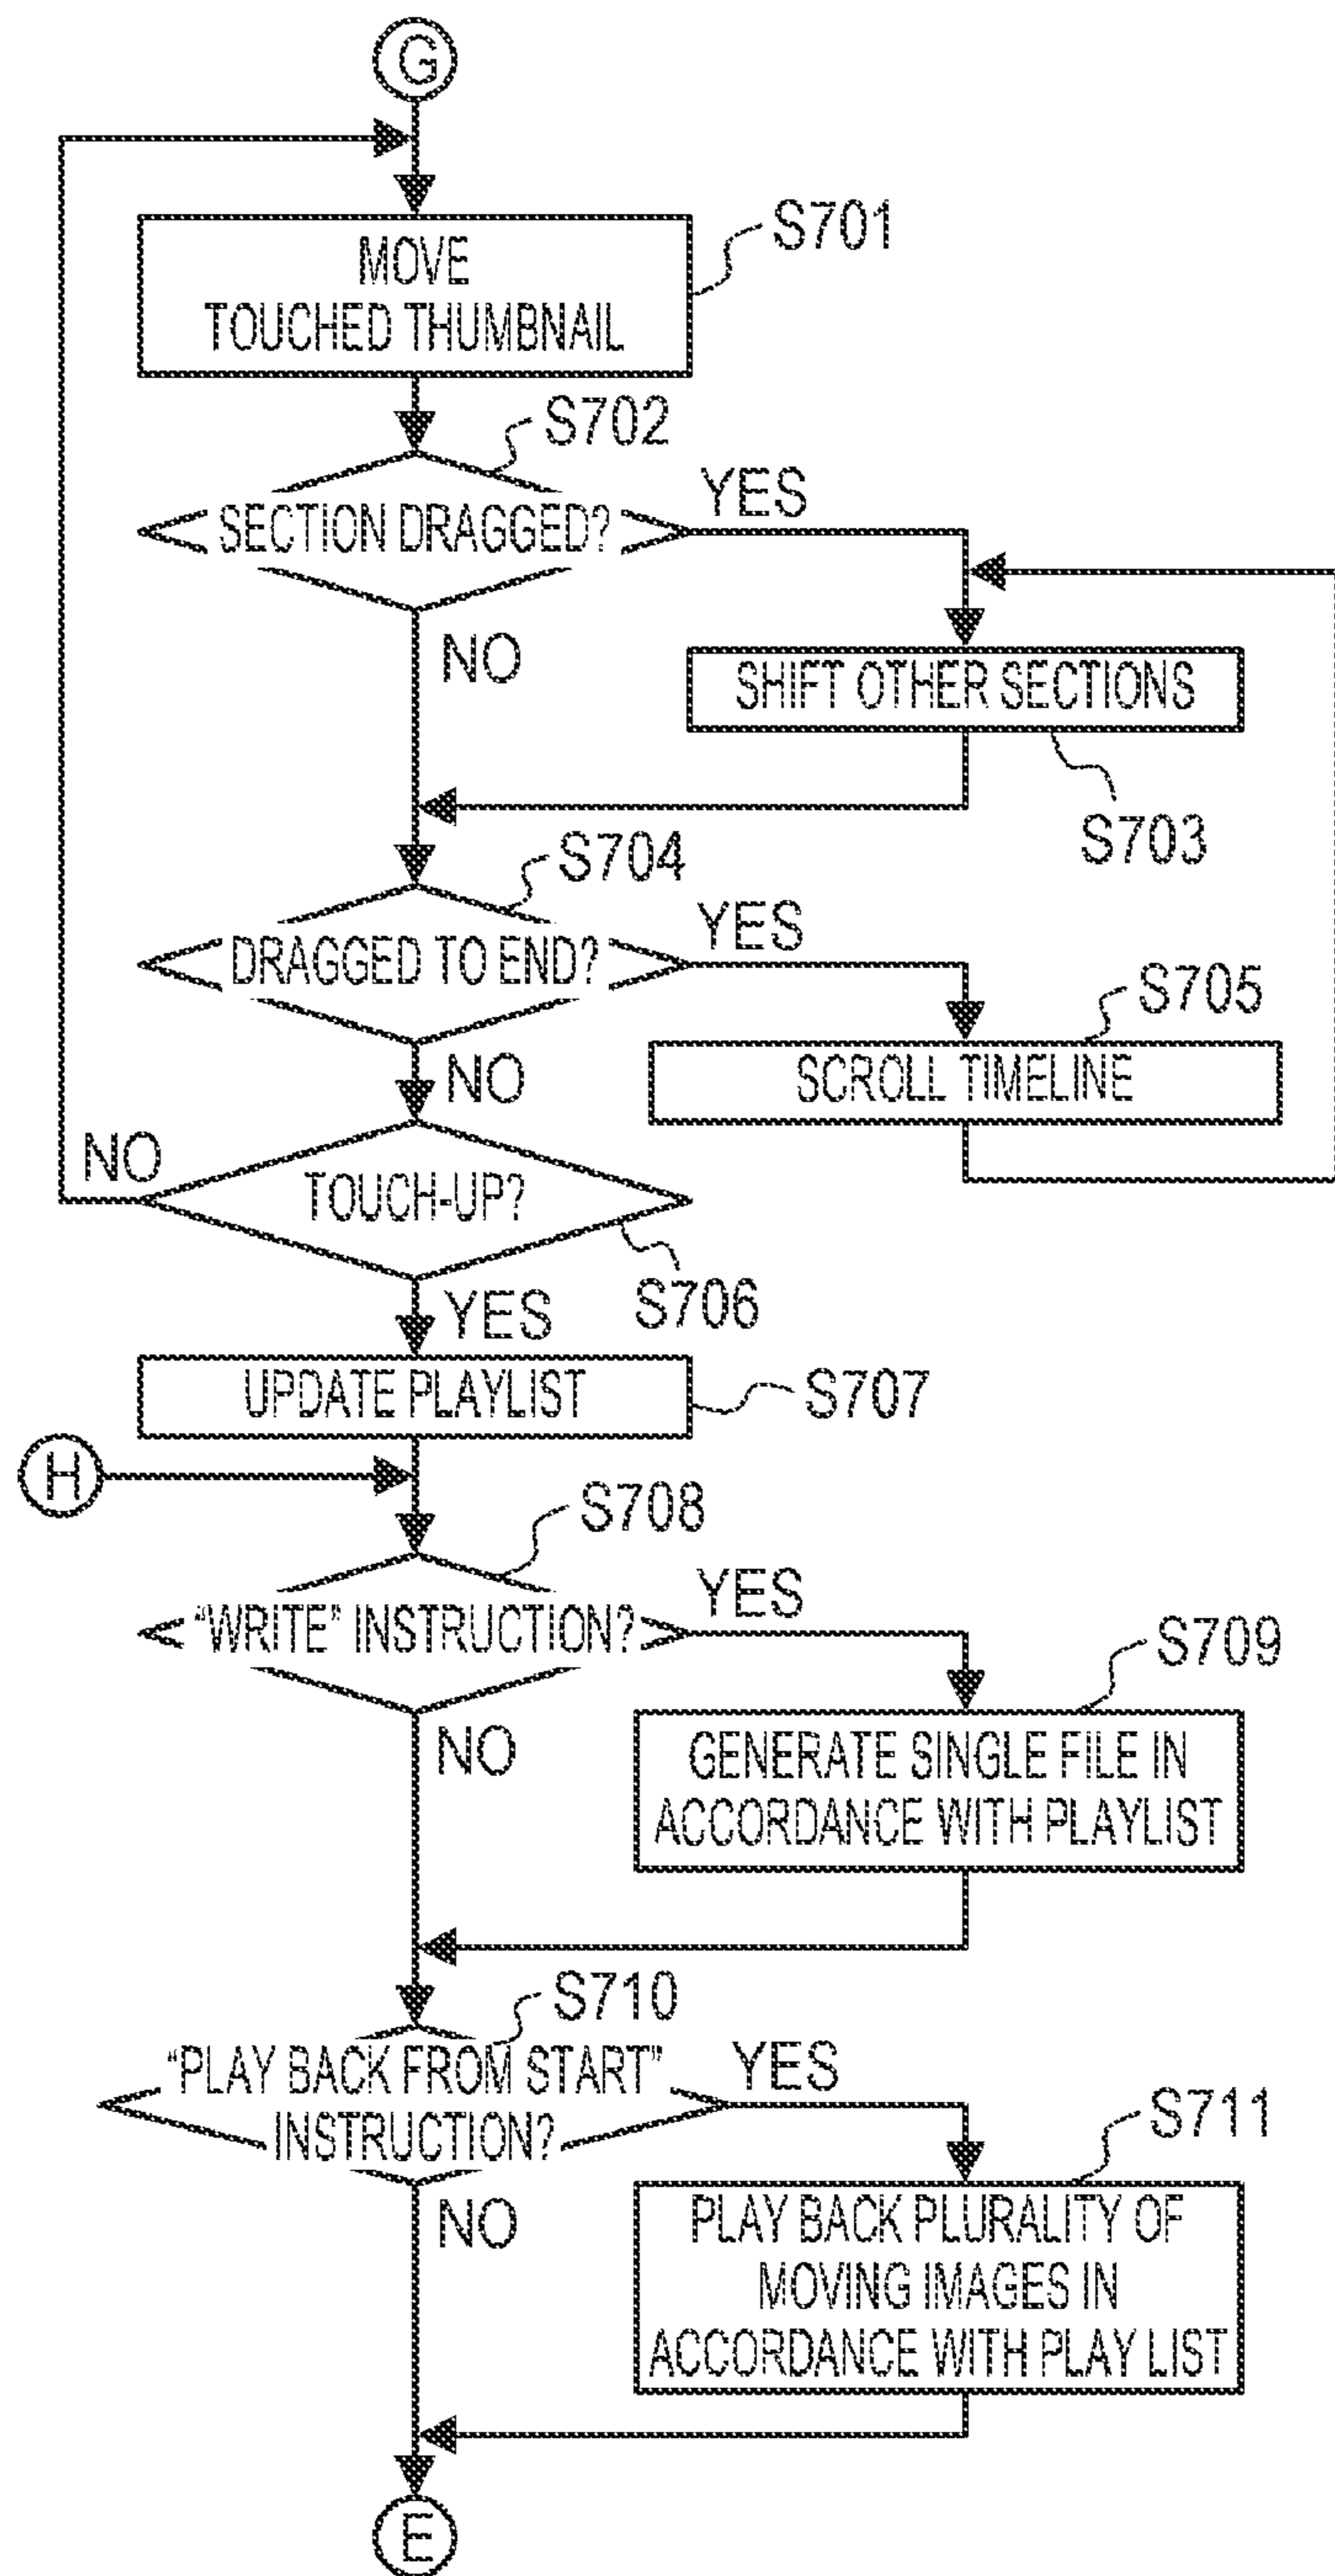 G
S701
MOVE
TOUCHED THUMBNAIL
S702
SECTION DRAGGED?
YES
NO
SHIFT OTHER SECTIONS
S703
S704
DRAGGED TO END?
YES
S705
NO
SCROLL TIMELINE
NO
TOUCH-UP?
S706
YES
UPDATE PLAYLIST
S707
H
S708
"WRITE" INSTRUCTION?
YES
S709
NO
GENERATE SINGLE FILE IN
ACCORDANCE WITH PLAYLIST
S710
"PLAY BACK FROM START"
INSTRUCTION?
YES
S711
NO
PLAY BACK PLURALITY OF
MOVING IMAGES IN
ACCORDANCE WITH PLAY LIST
E